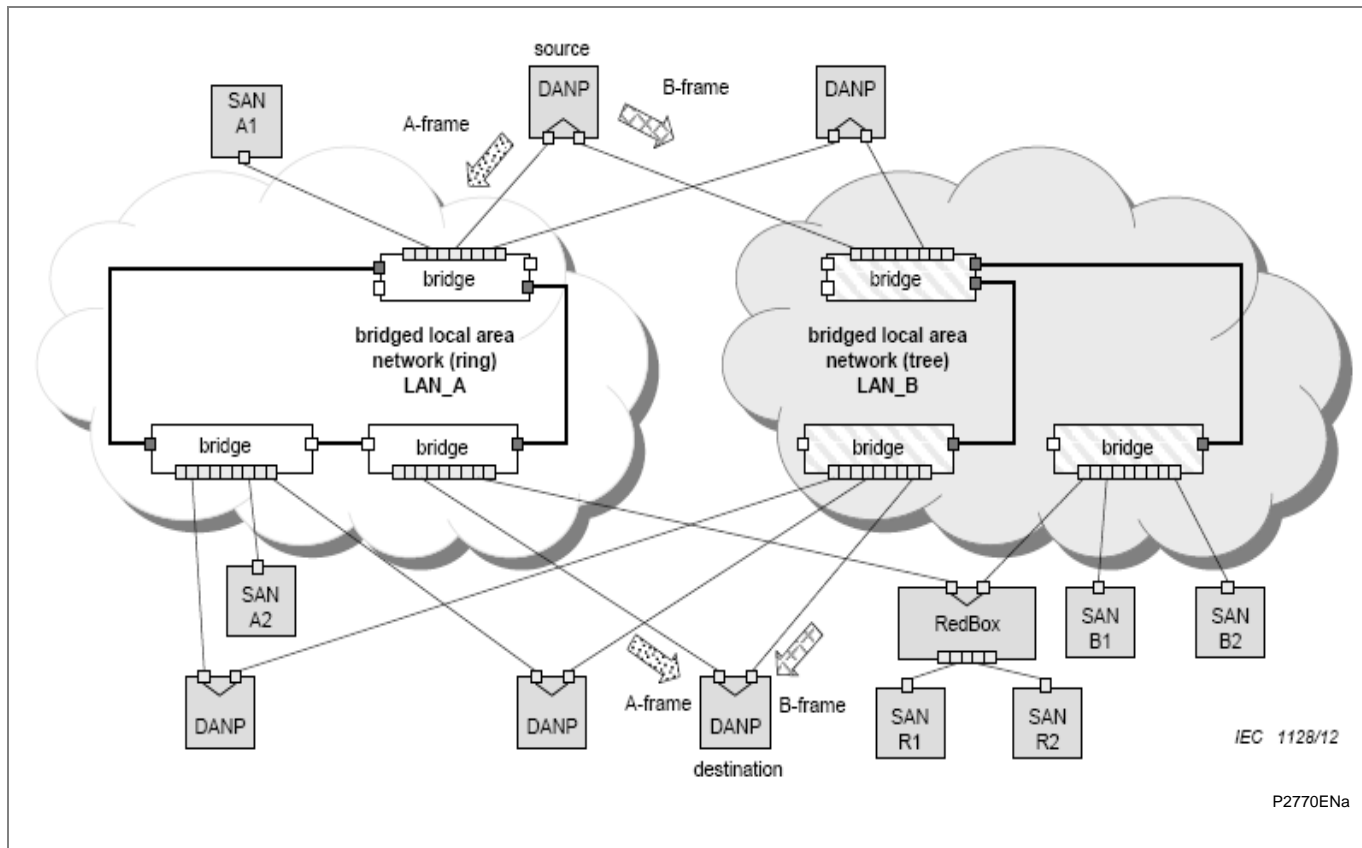 source
SAN
A1
DANP
DANP
A-frame
B-frame
bridge
bridge
bridged local area
network (ring)
LAN_A
bridged local area
network (tree)
LAN_B
bridge
bridge
bridge
bridge
SAN
A2
RedBox
SAN
B1
SAN
B2
DANP
DANP
A-frame
DANP
B-frame
destination
SAN
R1
SAN
R2
IEC 1128/12
P2770ENa